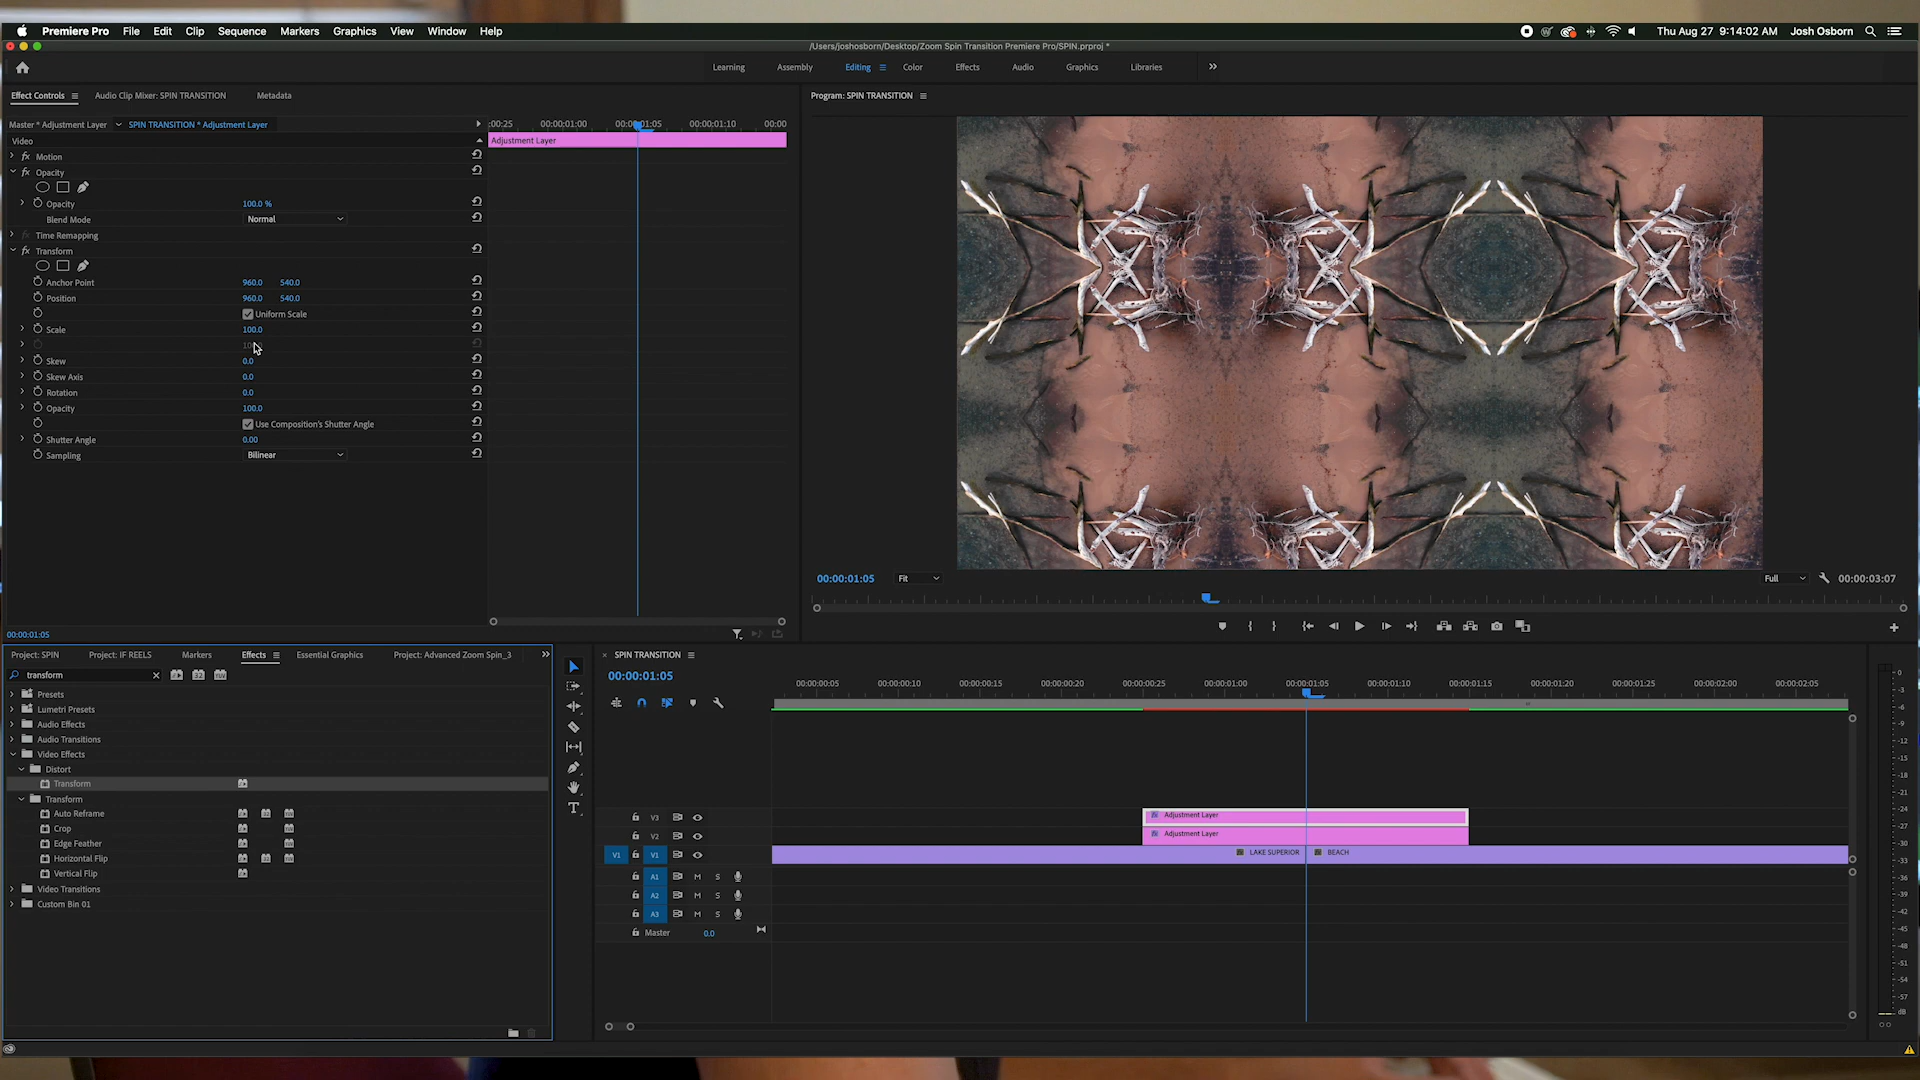 Premiere Pro File Edit Clip Sequence Markers Graphics View Window Help
Thu Aug 27 9:14:02 AM Josh Osborn
/Users/joshosborn/Desktop/Zoom Spin Transition Premiere Pro/SPIN.prproj *
Learning Assembly Editing Color Effects Audio Graphics Libraries
Effect Controls Audio Clip Mixer: SPIN TRANSITION Metadata
Program: SPIN TRANSITION
Master * Adjustment Layer SPIN TRANSITION * Adjustment Layer
:00:25 00:00:01:00 00:00:01:05 00:00:01:10 00:00
Video
Adjustment Layer
fx Motion
fx Opacity
Opacity 100.0 %
Blend Mode Normal
fx Time Remapping
fx Transform
Anchor Point 960.0 540.0
Position 960.0 540.0
Uniform Scale
Scale 100.0
Skew 0.0
Skew Axis 0.0
Rotation 0.0
Opacity 100.0
Use Composition's Shutter Angle
Shutter Angle 0.00
Sampling Bilinear
00:00:01:05 Fit Full 00:00:03:07
00:00:01:05
Project: SPIN Project: IF REELS Markers Effects Essential Graphics Project: Advanced Zoom Spin_3
transform
Presets
Lumetri Presets
Audio Effects
Audio Transitions
Video Effects
Distort
Transform
Transform
Auto Reframe
Crop
Edge Feather
Horizontal Flip
Vertical Flip
Video Transitions
Custom Bin 01
SPIN TRANSITION
00:00:01:05
00:00:00:05 00:00:00:10 00:00:00:15 00:00:00:20 00:00:00:25 00:00:01:00 00:00:01:05 00:00:01:10 00:00:01:15 00:00:01:20 00:00:01:25 00:00:02:00 00:00:02:05
V3 Adjustment Layer
V2 Adjustment Layer
V1 V1 LAKE SUPERIOR BEACH
A1 M S
A2 M S
A3 M S
Master 0.0
0
-3
-6
-9
-12
-15
-18
-21
-24
-27
-30
-33
-36
-39
-42
-45
-48
-51
-54
-57
dB